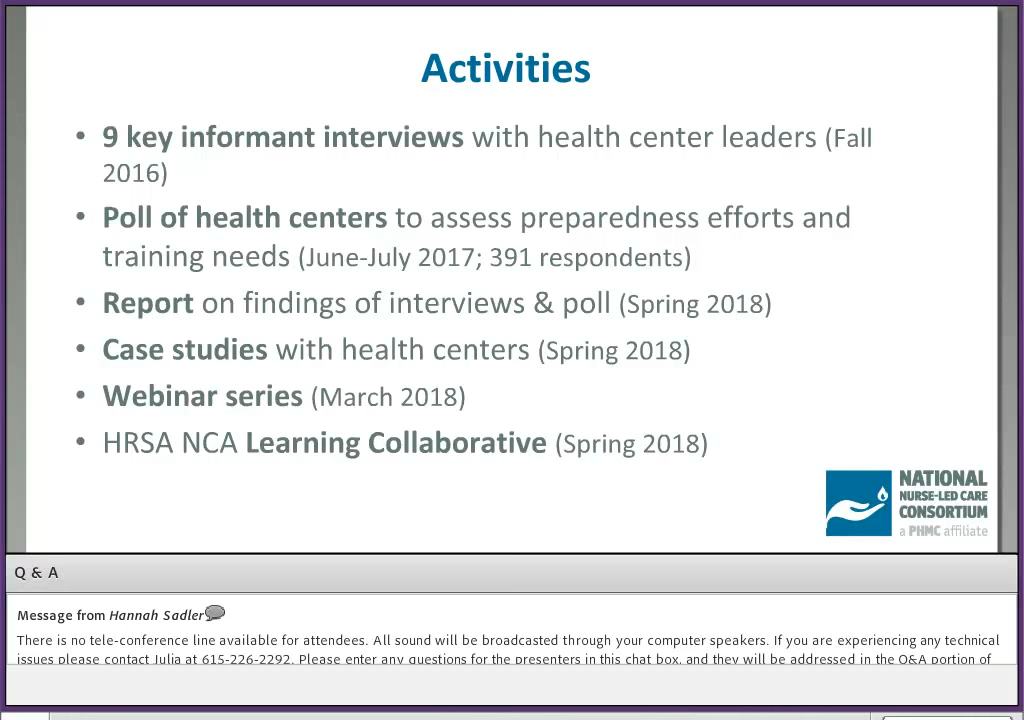 Activities
• 9 key informant interviews with health center leaders (Fall
2016)
• Poll of health centers to assess preparedness efforts and
training needs (June-July 2017; 391 respondents)
• Report on findings of interviews & poll (Spring 2018)
• Case studies with health centers (Spring 2018)
• Webinar series (March 2018)
• HRSA NCA Learning Collaborative (Spring 2018)
NATIONAL
NURSE-LED CARE
CONSORTIUM
a PHMC affiliate
Q & A
Message from Hannah Sadler
There is no tele-conference line available for attendees. All sound will be broadcasted through your computer speakers. If you are experiencing any technical
issues please contact Julia at 615-226-2292. Please enter any questions for the presenters in this chat box, and they will be addressed in the Q&A portion of